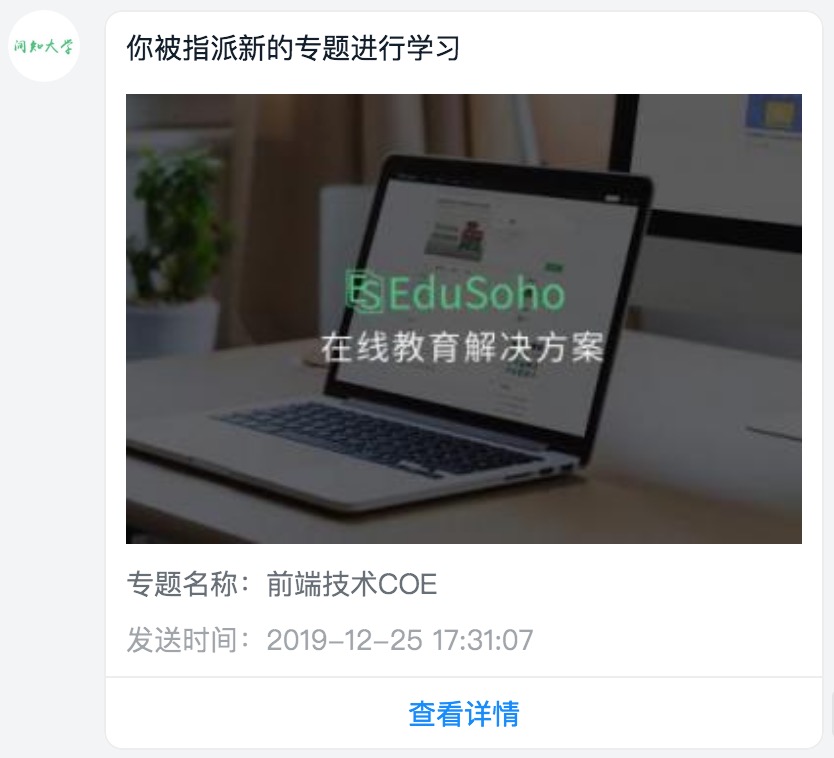 阔知大学
你被指派新的专题进行学习
ES EduSoho
在线教育解决方案
专题名称：前端技术COE
发送时间：2019-12-25 17:31:07
查看详情